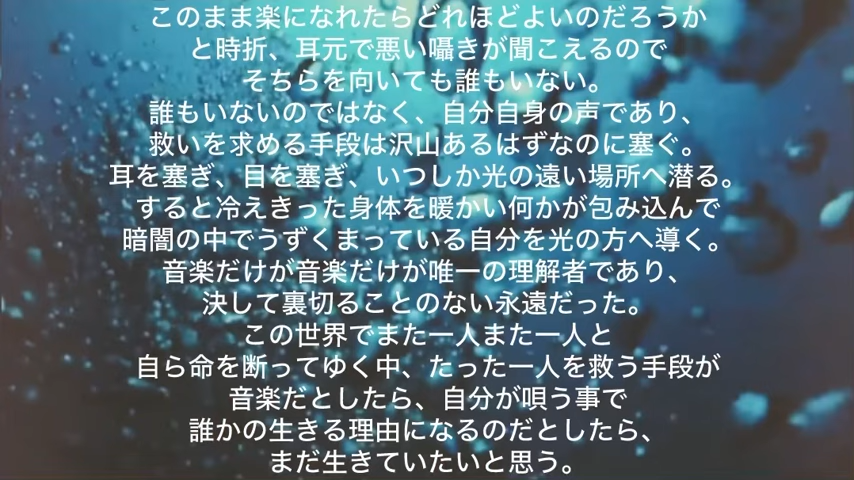 このまま楽になれたらどれほどよいのだろうか
と時折、耳元で悪い囁きが聞こえるので
そちらを向いても誰もいない。
誰もいないのではなく、自分自身の声であり、
救いを求める手段は沢山あるはずなのに塞ぐ。
耳を塞ぎ、目を塞ぎ、いつしか光の遠い場所へ潜る。
すると冷えきった身体を暖かい何かが包み込んで
暗闇の中でうずくまっている自分を光の方へ導く。
音楽だけが音楽だけが唯一の理解者であり、
決して裏切ることのない永遠だった。
この世界でまた一人また一人と
自ら命を断ってゆく中、たった一人を救う手段が
音楽だとしたら、自分が唄う事で
誰かの生きる理由になるのだとしたら、
まだ生きていたいと思う。